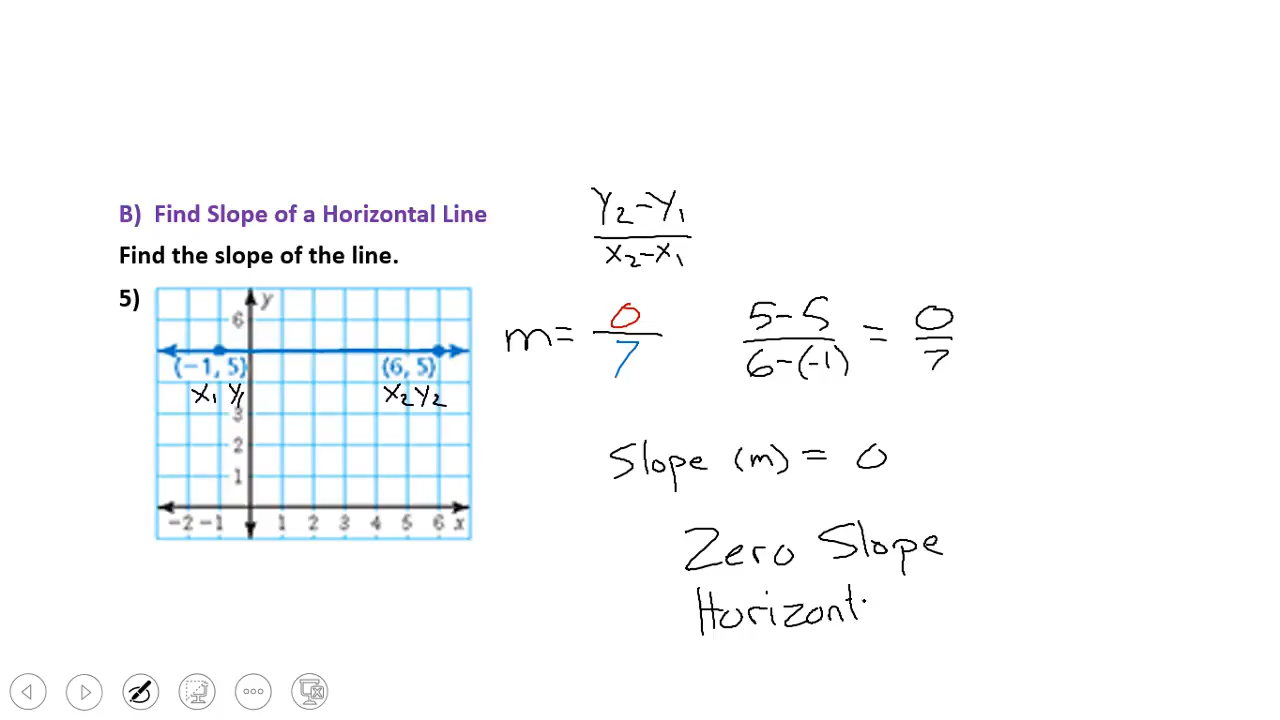 B) Find Slope of a Horizontal Line
Find the slope of the line.
5)
y
6
(−1, 5)
(6, 5)
x₁ y₁
x₂ y₂
3
2
1
−2 −1 1 2 3 4 5 6 x
Y₂−Y₁
x₂−x₁
m= 0/7
5−5 / 6−(−1) = 0/7
Slope (m) = 0
Zero Slope
Horizont